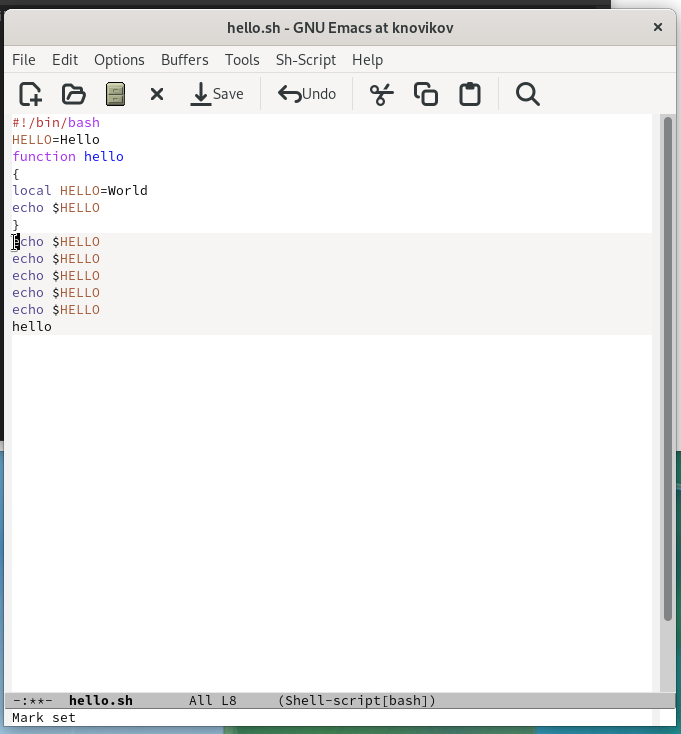 hello.sh - GNU Emacs at knovikov
File Edit Options Buffers Tools Sh-Script Help
Save Undo
#!/bin/bash
HELLO=Hello
function hello
{
local HELLO=World
echo $HELLO
}
echo $HELLO
echo $HELLO
echo $HELLO
echo $HELLO
echo $HELLO
hello
-:**- hello.sh All L8 (Shell-script[bash])
Mark set